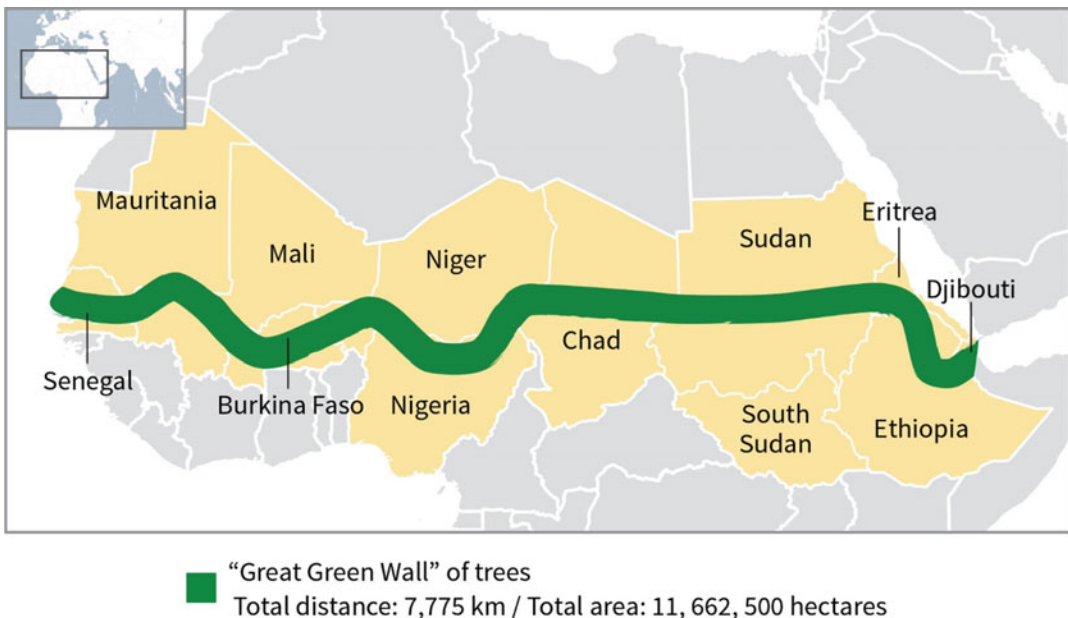 Mauritania
Mali
Niger
Sudan
Eritrea
Djibouti
Chad
Senegal
Burkina Faso
Nigeria
South
Sudan
Ethiopia
“Great Green Wall” of trees
Total distance: 7,775 km / Total area: 11, 662, 500 hectares